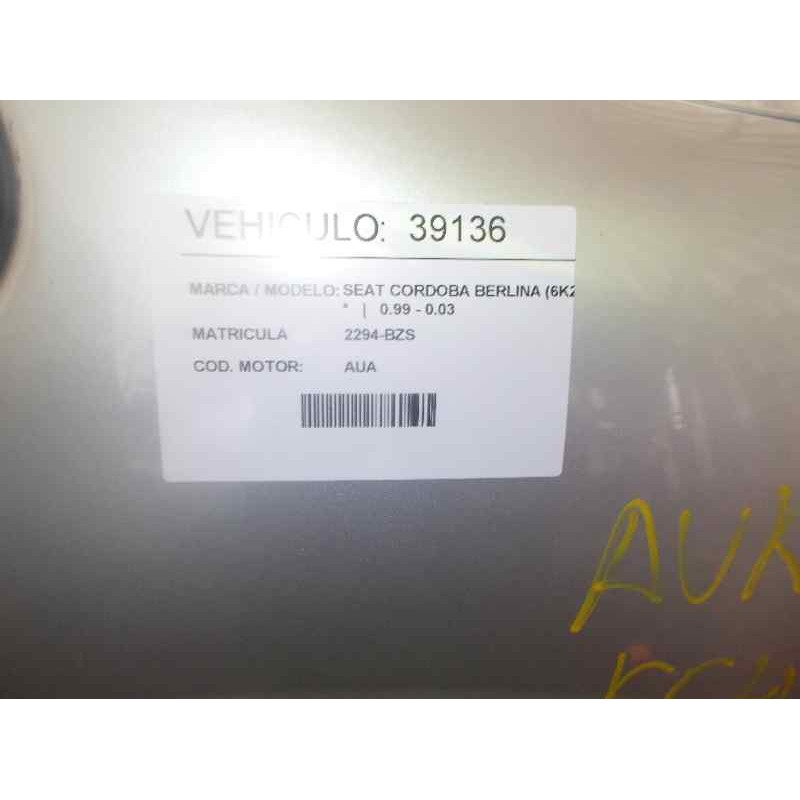 VEHICULO: 39136
MARCA / MODELO: SEAT CORDOBA BERLINA (6K2
* | 0.99 - 0.03
MATRICULA 2294-BZS
COD. MOTOR: AUA